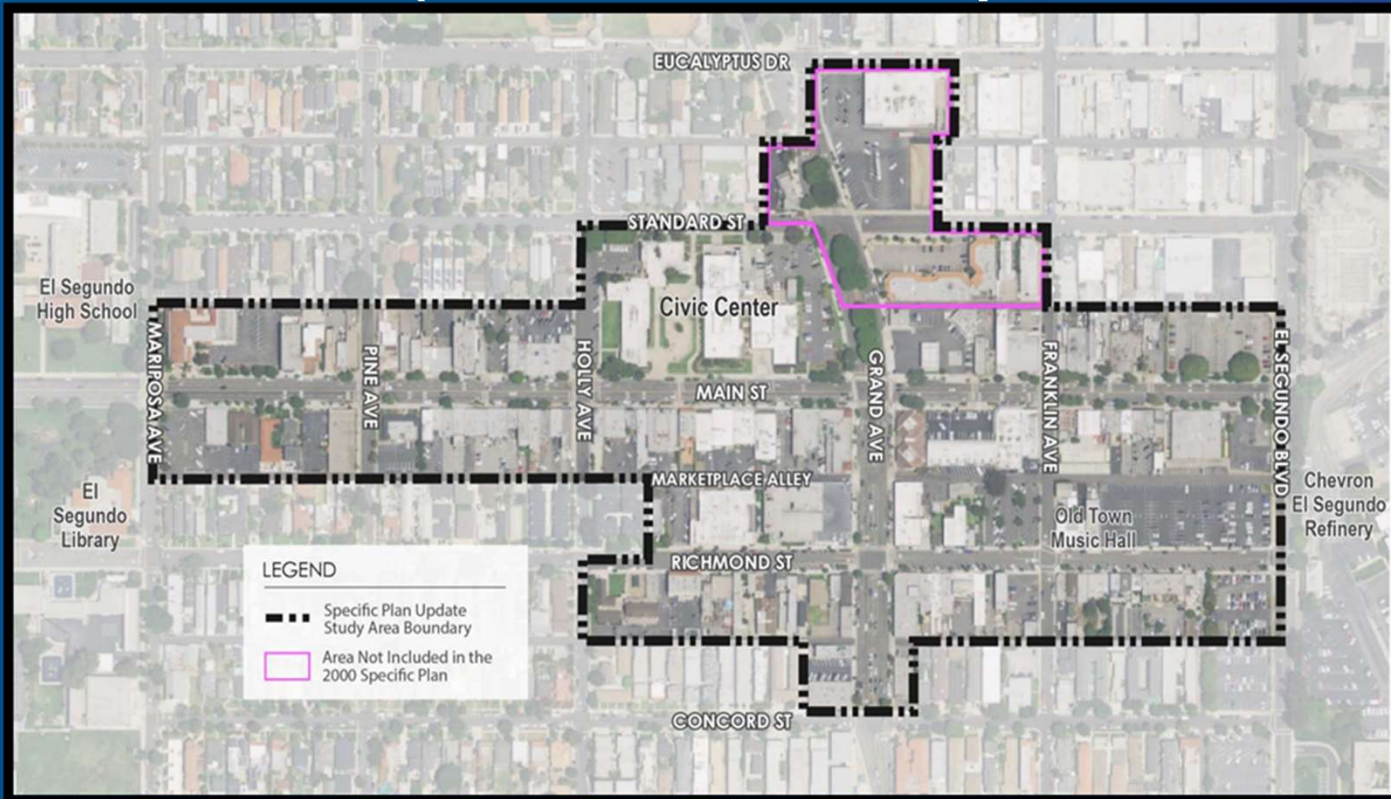 EUCALYPTUS DR
STANDARD ST
El Segundo
High School
Civic Center
MARIPOSA AVE
PINE AVE
HOLLY AVE
MAIN ST
GRAND AVE
FRANKLIN AVE
EL SEGUNDO BLVD
MARKETPLACE ALLEY
El
Segundo
Library
Chevron
El Segundo
Refinery
Old Town
Music Hall
RICHMOND ST
LEGEND
Specific Plan Update
Study Area Boundary
Area Not Included in the
2000 Specific Plan
CONCORD ST